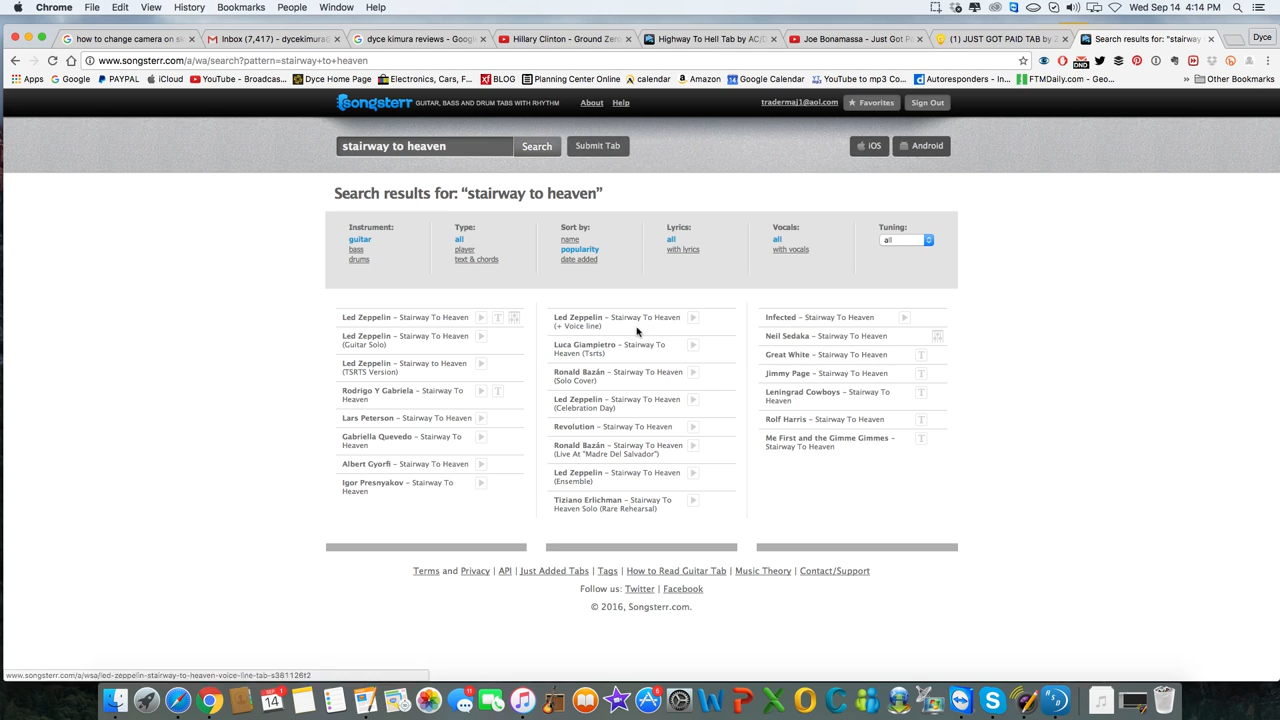 Chrome File Edit View History Bookmarks People Window Help Wed Sep 14 4:14 PM
how to change camera on sk Inbox (7,417) - dycekimura@ dyce kimura reviews - Goog Hillary Clinton - Ground Zer Highway To Hell Tab by AC/D Joe Bonamassa - Just Got P (1) JUST GOT PAID TAB by Search results for: "stairway Dyce
www.songsterr.com/a/wa/search?pattern=stairway+to+heaven
Apps Google PAYPAL iCloud YouTube - Broadcas... Dyce Home Page Electronics, Cars, F... BLOG Planning Center Online calendar Amazon Google Calendar YouTube to mp3 Co... Autoresponders - In... FTMDaily.com - Geo... » Other Bookmarks
songsterr GUITAR, BASS AND DRUM TABS WITH RHYTHM About Help tradermaj1@aol.com ★ Favorites Sign Out
stairway to heaven Search Submit Tab iOS Android
Search results for: “stairway to heaven”
Instrument: Type: Sort by: Lyrics: Vocals: Tuning:
guitar all name all all all
bass player popularity with lyrics with vocals
drums text & chords date added
Led Zeppelin – Stairway To Heaven T
Led Zeppelin – Stairway To Heaven
(Guitar Solo)
Led Zeppelin – Stairway to Heaven
(TSRTS Version)
Rodrigo Y Gabriela – Stairway To T
Heaven
Lars Peterson – Stairway To Heaven
Gabriella Quevedo – Stairway To
Heaven
Albert Gyorfi – Stairway To Heaven
Igor Presnyakov – Stairway To
Heaven
Led Zeppelin – Stairway To Heaven
(+ Voice line)
Luca Giampietro – Stairway To
Heaven (Tsrts)
Ronald Bazán – Stairway To Heaven
(Solo Cover)
Led Zeppelin – Stairway To Heaven
(Celebration Day)
Revolution – Stairway To Heaven
Ronald Bazán – Stairway To Heaven
(Live At "Madre Del Salvador")
Led Zeppelin – Stairway To Heaven
(Ensemble)
Tiziano Erlichman – Stairway To
Heaven Solo (Rare Rehearsal)
Infected – Stairway To Heaven
Neil Sedaka – Stairway To Heaven
Great White – Stairway To Heaven T
Jimmy Page – Stairway To Heaven T
Leningrad Cowboys – Stairway To T
Heaven
Rolf Harris – Stairway To Heaven T
Me First and the Gimme Gimmes – T
Stairway To Heaven
Terms and Privacy | API | Just Added Tabs | Tags | How to Read Guitar Tab | Music Theory | Contact/Support
Follow us: Twitter | Facebook
© 2016, Songsterr.com.
www.songsterr.com/a/wsa/led-zeppelin-stairway-to-heaven-voice-line-tab-s381126t2